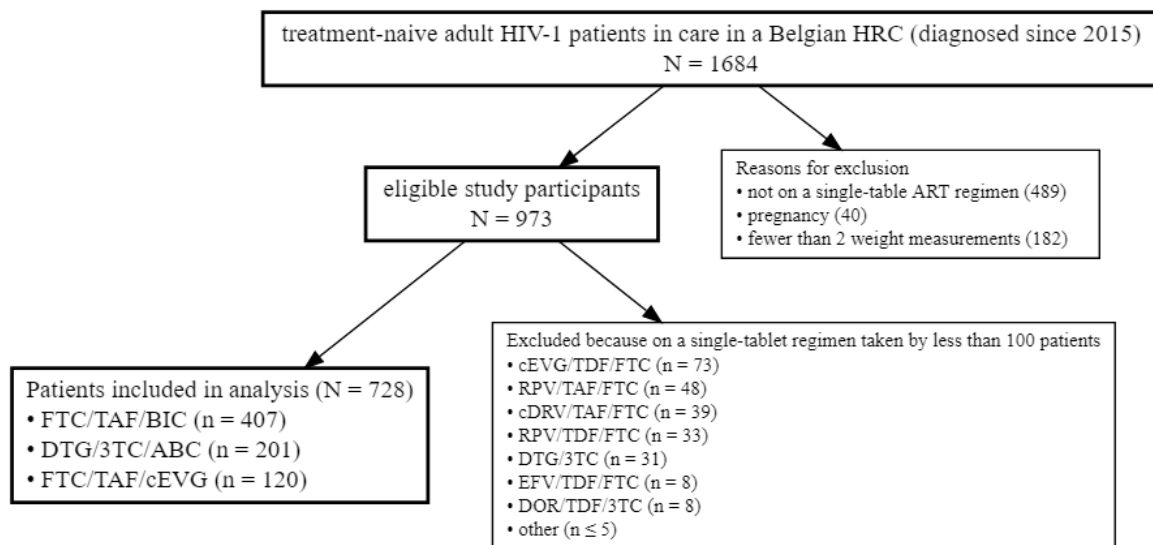 treatment-naive adult HIV-1 patients in care in a Belgian HRC (diagnosed since 2015)
N = 1684
eligible study participants
N = 973
Reasons for exclusion
• not on a single-table ART regimen (489)
• pregnancy (40)
• fewer than 2 weight measurements (182)
Patients included in analysis (N = 728)
• FTC/TAF/BIC (n = 407)
• DTG/3TC/ABC (n = 201)
• FTC/TAF/cEVG (n = 120)
Excluded because on a single-tablet regimen taken by less than 100 patients
• cEVG/TDF/FTC (n = 73)
• RPV/TAF/FTC (n = 48)
• cDRV/TAF/FTC (n = 39)
• RPV/TDF/FTC (n = 33)
• DTG/3TC (n = 31)
• EFV/TDF/FTC (n = 8)
• DOR/TDF/3TC (n = 8)
• other (n ≤ 5)